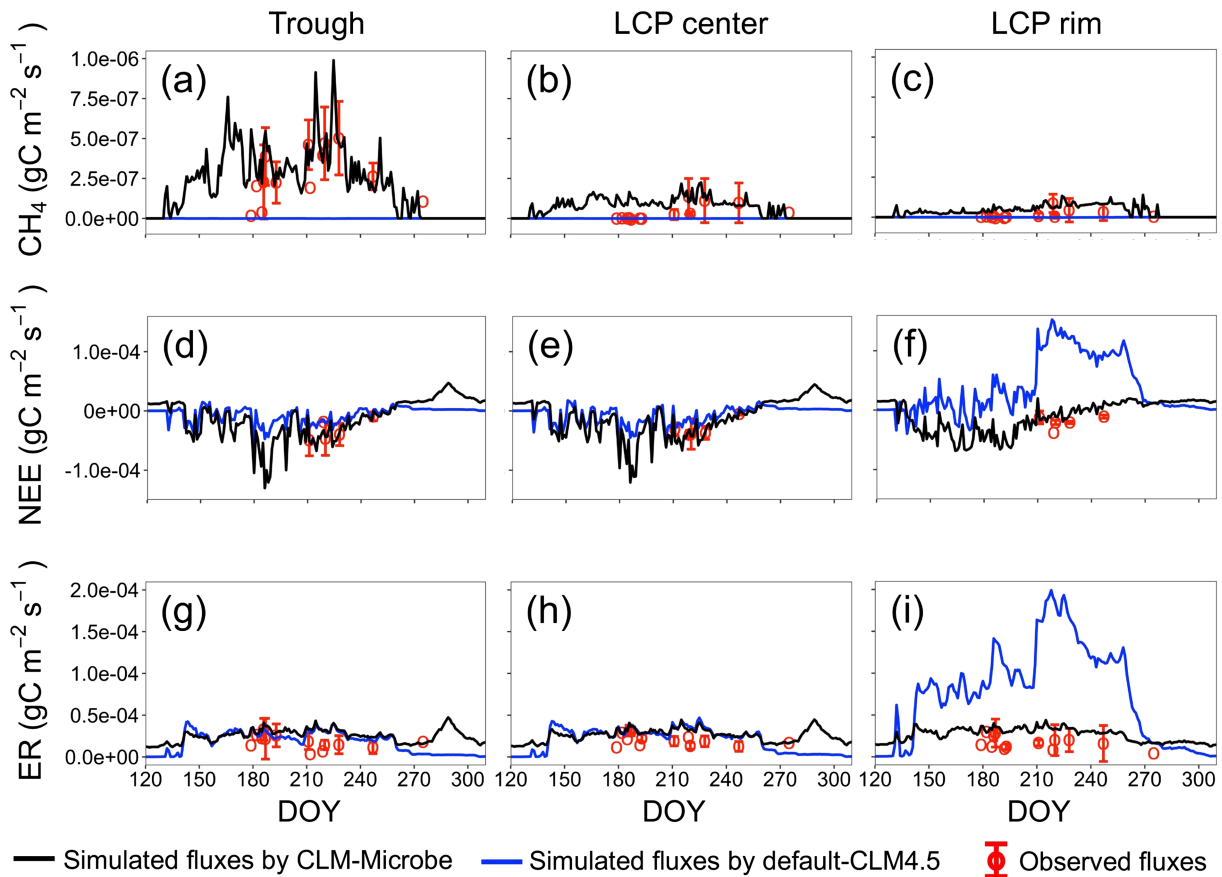 Trough LCP center LCP rim
CH₄ (gC m⁻² s⁻¹)
1.0e-06
7.5e-07
5.0e-07
2.5e-07
0.0e+00
(a) (b) (c)
NEE (gC m⁻² s⁻¹)
1.0e-04
0e+00
-1.0e-04
(d) (e) (f)
ER (gC m⁻² s⁻¹)
2.0e-04
1.5e-04
1.0e-04
0.5e-04
0.0e+00
(g) (h) (i)
120 150 180 210 240 270 300 120 150 180 210 240 270 300 120 150 180 210 240 270 300
DOY DOY DOY
Simulated fluxes by CLM-Microbe Simulated fluxes by default-CLM4.5 Observed fluxes